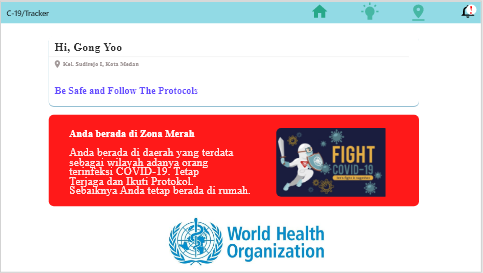 C-19/Tracker
Hi, Gong Yoo
Kel. Sudirejo I, Kota Medan
Be Safe and Follow The Protocols
Anda berada di Zona Merah
Anda berada di daerah yang terdata
sebagai wilayah adanya orang
terinfeksi COVID-19. Tetap
Terjaga dan Ikuti Protokol.
Sebaiknya Anda tetap berada di rumah.
FIGHT
COVID-19
World Health
Organization